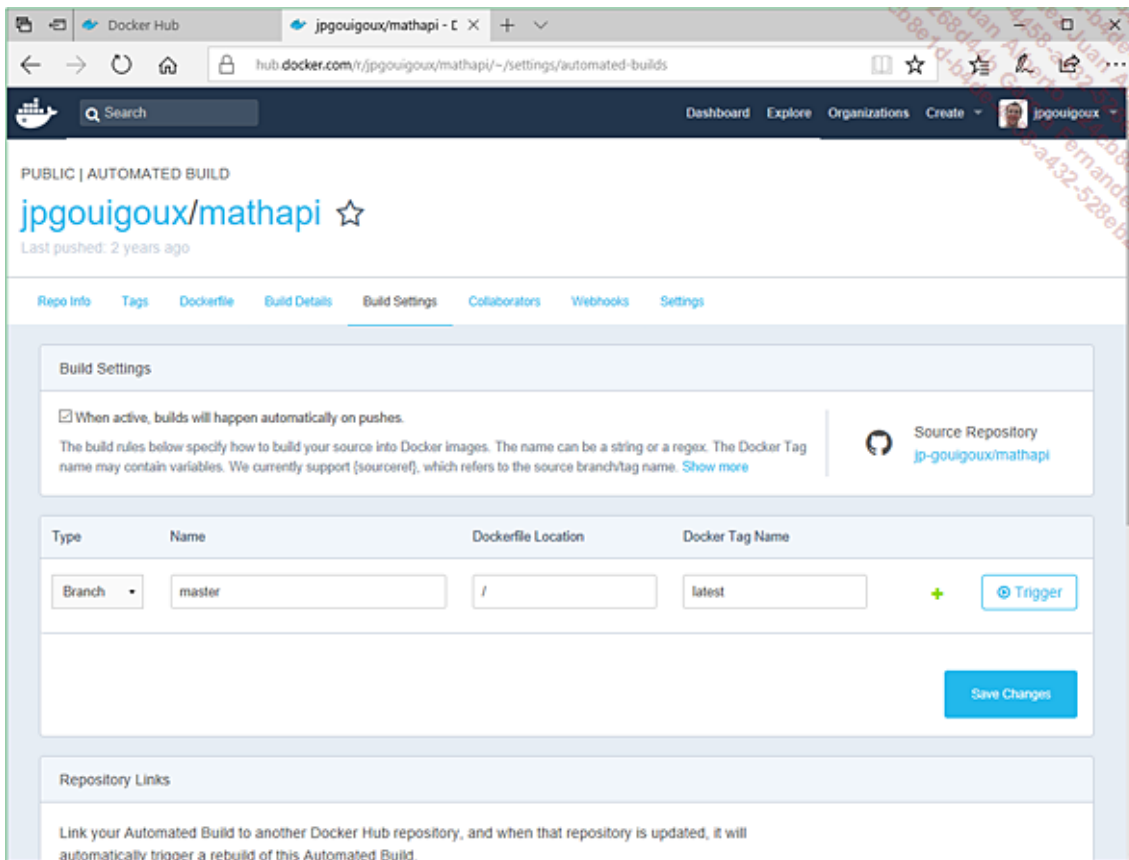 Docker Hub
jpgouigoux/mathapi - D
hub.docker.com/r/jpgouigoux/mathapi/~/settings/automated-builds
Search
Dashboard Explore Organizations Create jpgouigoux
PUBLIC | AUTOMATED BUILD
jpgouigoux/mathapi
Last pushed: 2 years ago
Repo Info Tags Dockerfile Build Details Build Settings Collaborators Webhooks Settings
Build Settings
When active, builds will happen automatically on pushes.
The build rules below specify how to build your source into Docker images. The name can be a string or a regex. The Docker Tag
name may contain variables. We currently support {sourceref}, which refers to the source branch/tag name. Show more
Source Repository
jp-gouigoux/mathapi
Type Name Dockerfile Location Docker Tag Name
Branch master / latest Trigger
Save Changes
Repository Links
Link your Automated Build to another Docker Hub repository, and when that repository is updated, it will
automatically trigger a rebuild of this Automated Build.